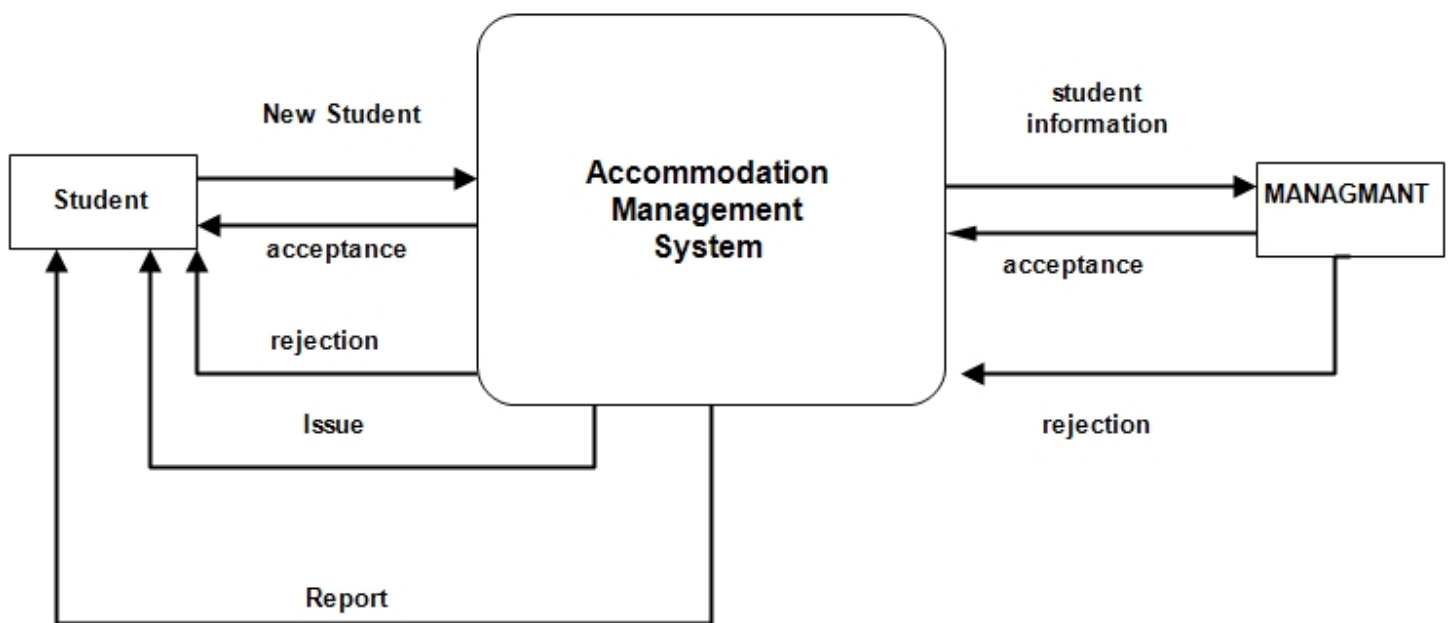 New Student
student
information
Student
Accommodation
Management
System
MANAGMANT
acceptance
acceptance
rejection
Issue
rejection
Report